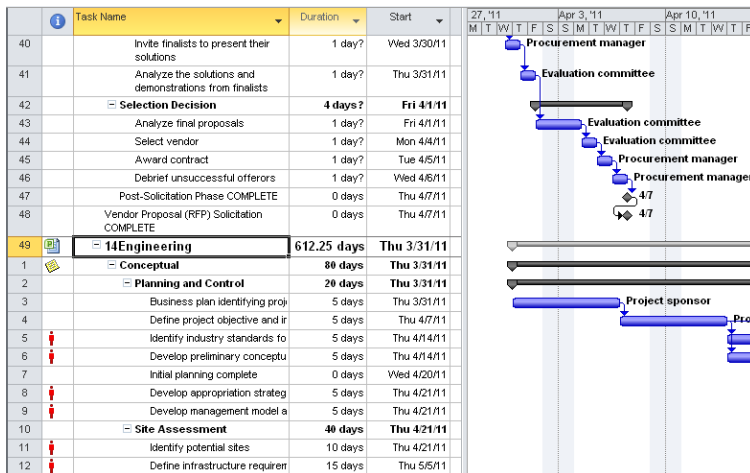 Task Name Duration Start 27, '11 Apr 3, '11 Apr 10, '11
M T W T F S S M T W T F S S M T W T F
40 Invite finalists to present their solutions 1 day? Wed 3/30/11 Procurement manager
41 Analyze the solutions and demonstrations from finalists 1 day? Thu 3/31/11 Evaluation committee
42 Selection Decision 4 days? Fri 4/1/11
43 Analyze final proposals 1 day? Fri 4/1/11 Evaluation committee
44 Select vendor 1 day? Mon 4/4/11 Evaluation committee
45 Award contract 1 day? Tue 4/5/11 Procurement manager
46 Debrief unsuccessful offerors 1 day? Wed 4/6/11 Procurement manager
47 Post-Solicitation Phase COMPLETE 0 days Thu 4/7/11 4/7
48 Vendor Proposal (RFP) Solicitation COMPLETE 0 days Thu 4/7/11 4/7
49 14Engineering 612.25 days Thu 3/31/11
1 Conceptual 80 days Thu 3/31/11
2 Planning and Control 20 days Thu 3/31/11
3 Business plan identifying proj 5 days Thu 3/31/11 Project sponsor
4 Define project objective and ir 5 days Thu 4/7/11 Pro
5 Identify industry standards fo 5 days Thu 4/14/11
6 Develop preliminary conceptu 5 days Thu 4/14/11
7 Initial planning complete 0 days Wed 4/20/11
8 Develop appropriation strateg 5 days Thu 4/21/11
9 Develop management model a 5 days Thu 4/21/11
10 Site Assessment 40 days Thu 4/21/11
11 Identify potential sites 10 days Thu 4/21/11
12 Define infrastructure requirem 15 days Thu 5/5/11